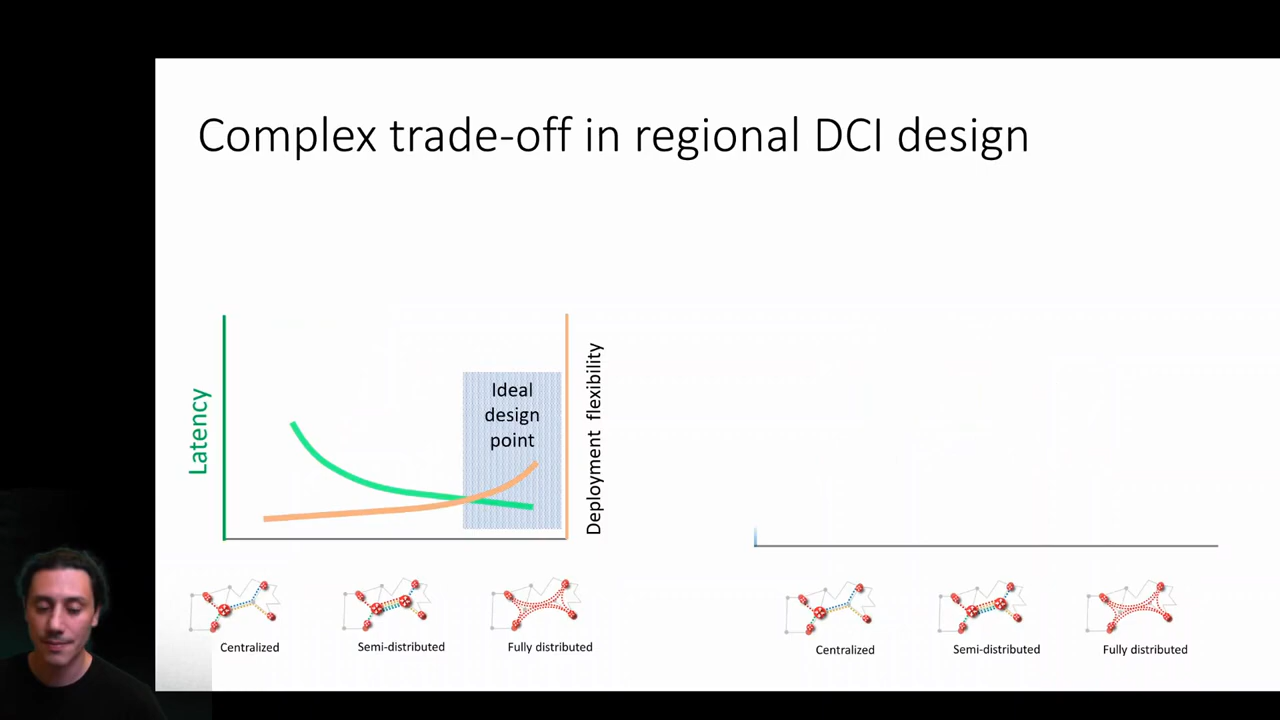 Complex trade-off in regional DCI design
Latency
Ideal
design
point
Deployment flexibility
Centralized
Semi-distributed
Fully distributed
Centralized
Semi-distributed
Fully distributed